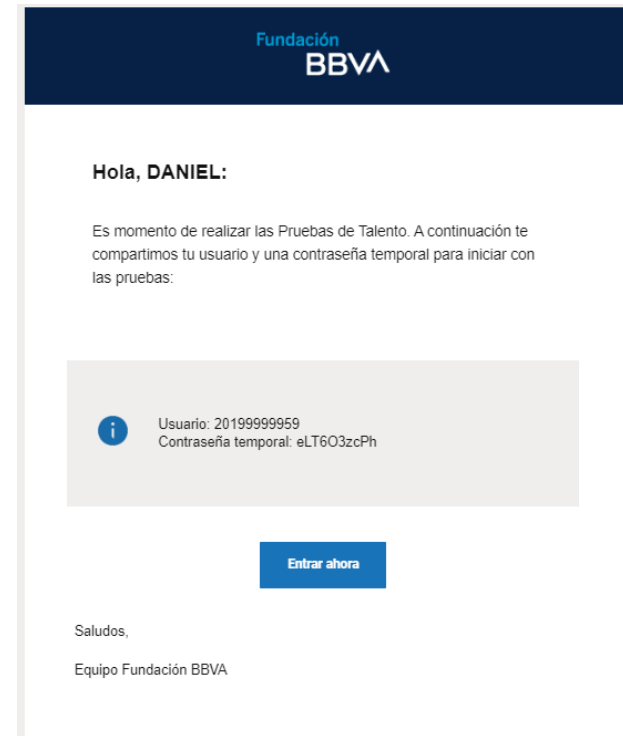 Fundación
BBVA
Hola, DANIEL:
Es momento de realizar las Pruebas de Talento. A continuación te
compartimos tu usuario y una contraseña temporal para iniciar con
las pruebas:
Usuario: 20199999959
Contraseña temporal: eLT6O3zcPh
Entrar ahora
Saludos,
Equipo Fundación BBVA